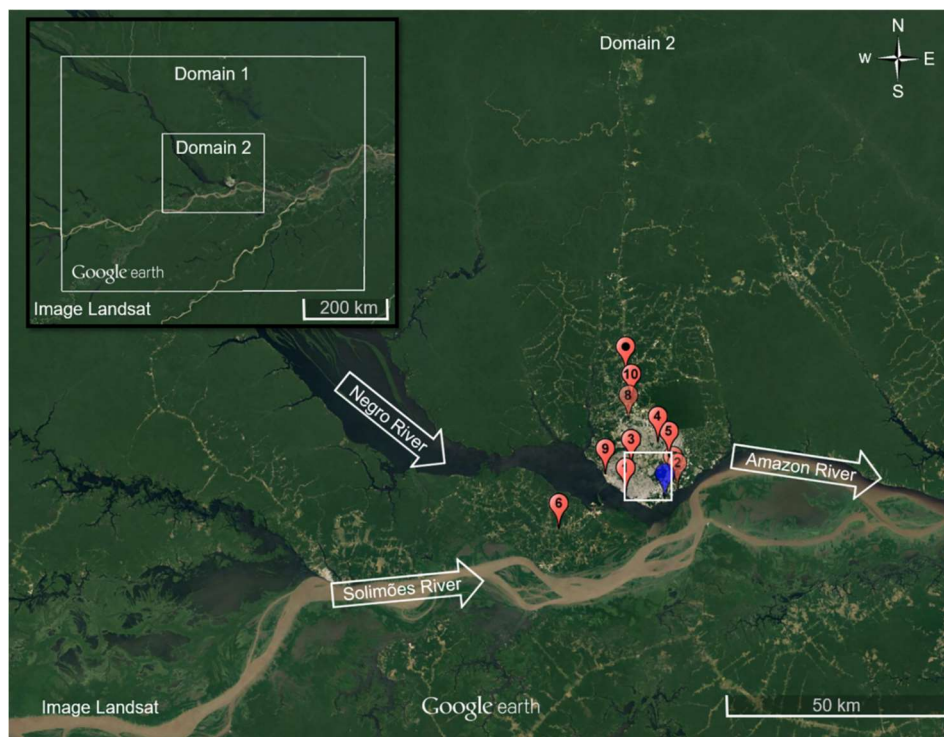 Domain 1
Domain 2
Google earth
Image Landsat
200 km
Domain 2
N
W E
S
Negro River
10
8
4
5
3
9
2
6
Amazon River
Solimões River
Image Landsat
Google earth
50 km